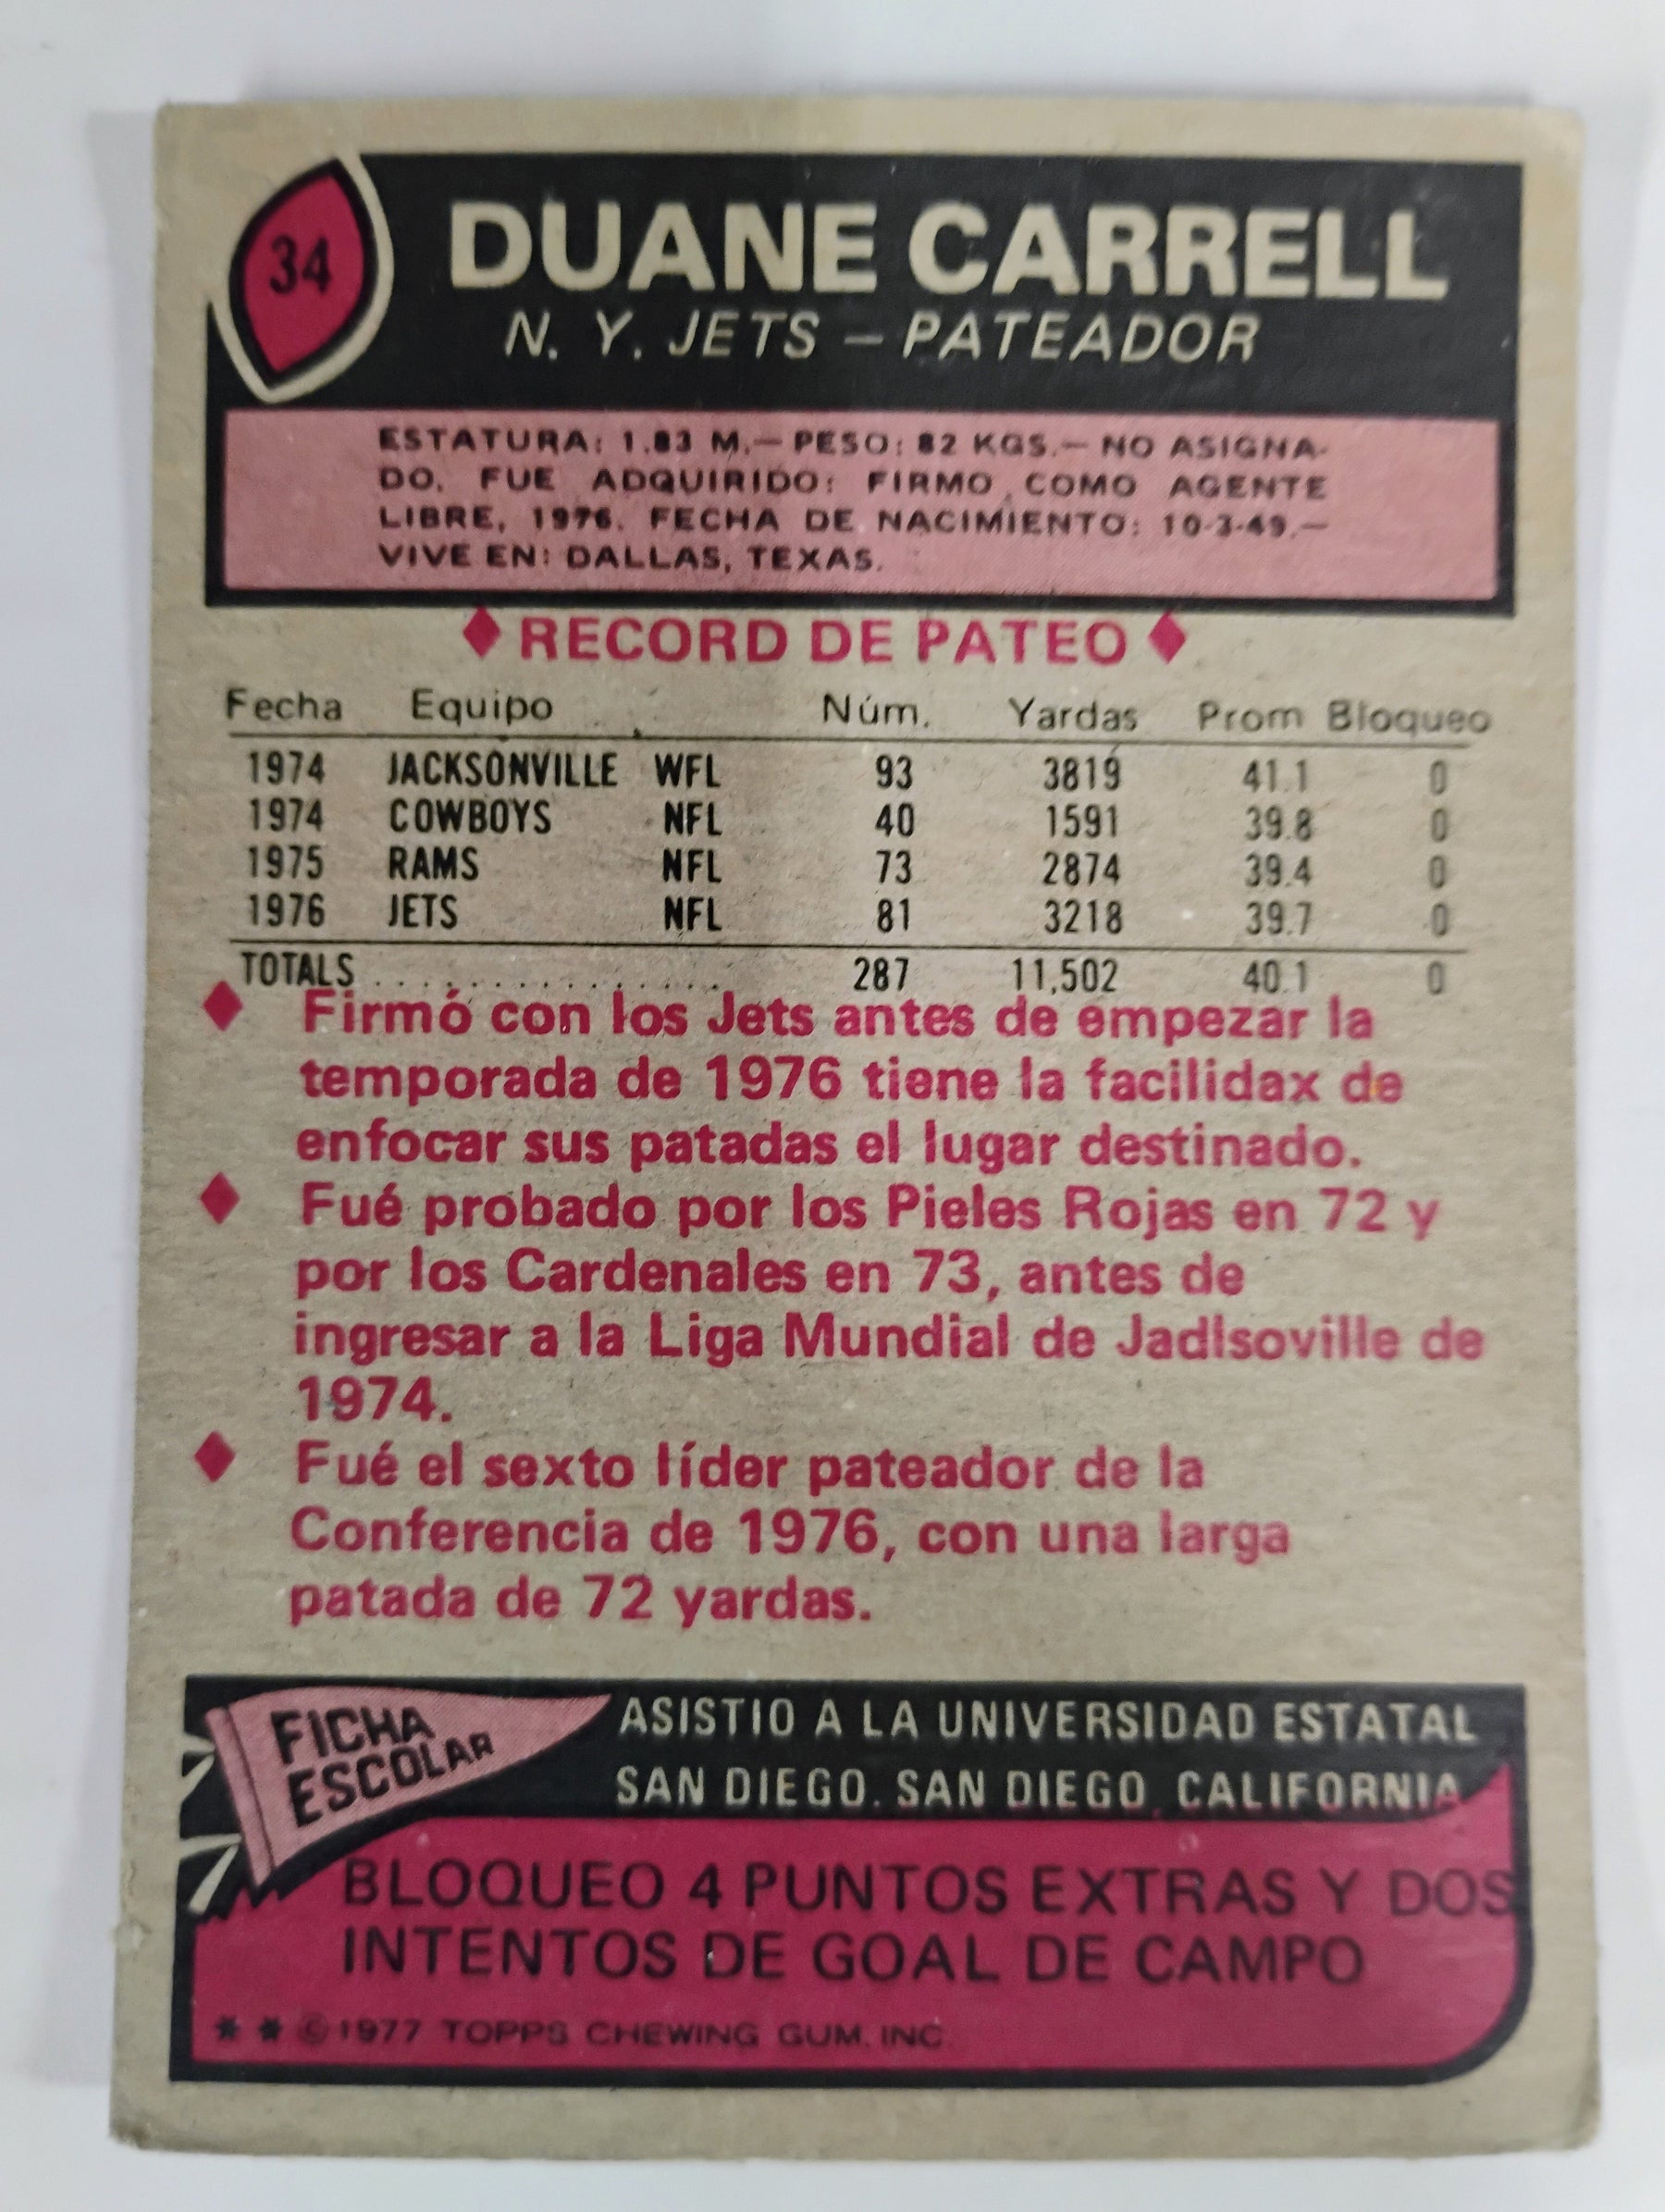 34
DUANE CARRELL
N. Y. JETS — PATEADOR
ESTATURA: 1.83 M.— PESO: 82 KGS.— NO ASIGNA-
DO. FUE ADQUIRIDO: FIRMO COMO AGENTE
LIBRE, 1976. FECHA DE NACIMIENTO: 10-3-49.—
VIVE EN: DALLAS, TEXAS.
♦ RECORD DE PATEO ♦
Fecha Equipo Núm. Yardas Prom Bloqueo
1974 JACKSONVILLE WFL 93 3819 41.1 0
1974 COWBOYS NFL 40 1591 39.8 0
1975 RAMS NFL 73 2874 39.4 0
1976 JETS NFL 81 3218 39.7 0
TOTALS ............... 287 11,502 40.1 0
♦ Firmó con los Jets antes de empezar la
temporada de 1976 tiene la facilidax de
enfocar sus patadas el lugar destinado.
♦ Fué probado por los Pieles Rojas en 72 y
por los Cardenales en 73, antes de
ingresar a la Liga Mundial de Jadlsoville de
1974.
♦ Fué el sexto líder pateador de la
Conferencia de 1976, con una larga
patada de 72 yardas.
FICHA
ESCOLAR
ASISTIO A LA UNIVERSIDAD ESTATAL
SAN DIEGO. SAN DIEGO, CALIFORNIA
BLOQUEO 4 PUNTOS EXTRAS Y DOS
INTENTOS DE GOAL DE CAMPO
* * ©1977 TOPPS CHEWING GUM. INC.